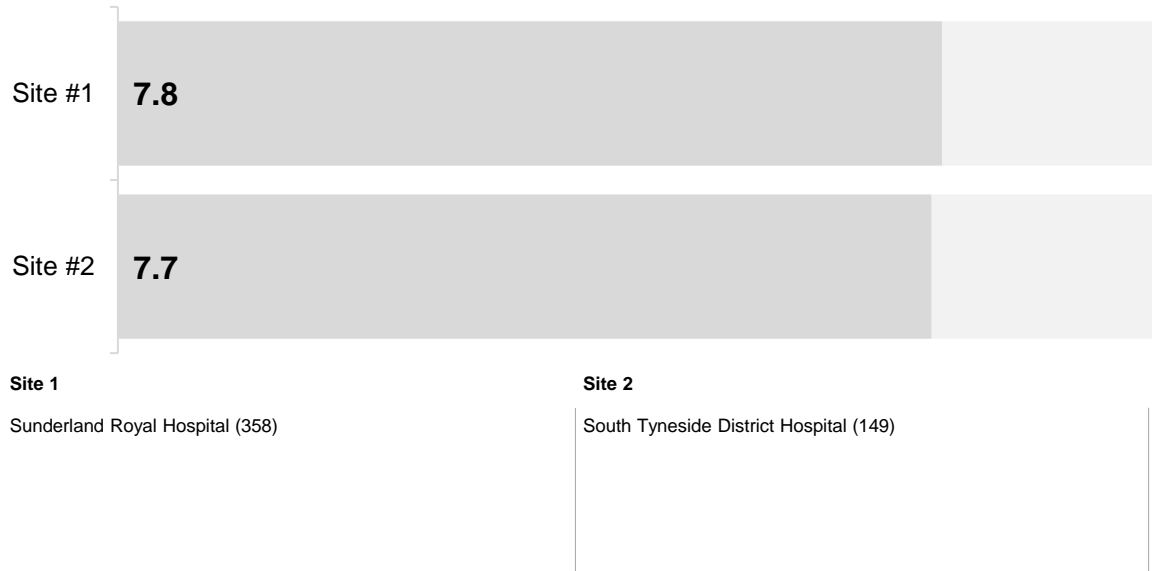 Site #1
7.8
Site #2
7.7
Site 1
Sunderland Royal Hospital (358)
Site 2
South Tyneside District Hospital (149)